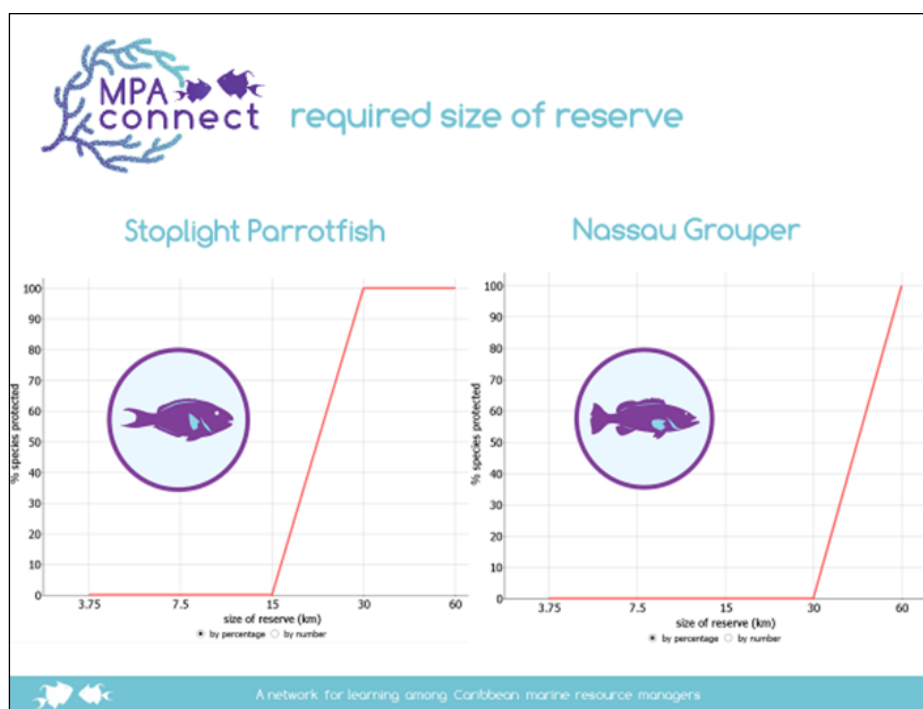 MPA
connect
required size of reserve
Stoplight Parrotfish
Nassau Grouper
100
90
80
70
60
50
40
30
20
10
0
% species protected
3.75 7.5 15 30 60
size of reserve (km)
by percentage by number
100
90
80
70
60
50
40
30
20
10
0
% species protected
3.75 7.5 15 30 60
size of reserve (km)
by percentage by number
A network for learning among Caribbean marine resource managers